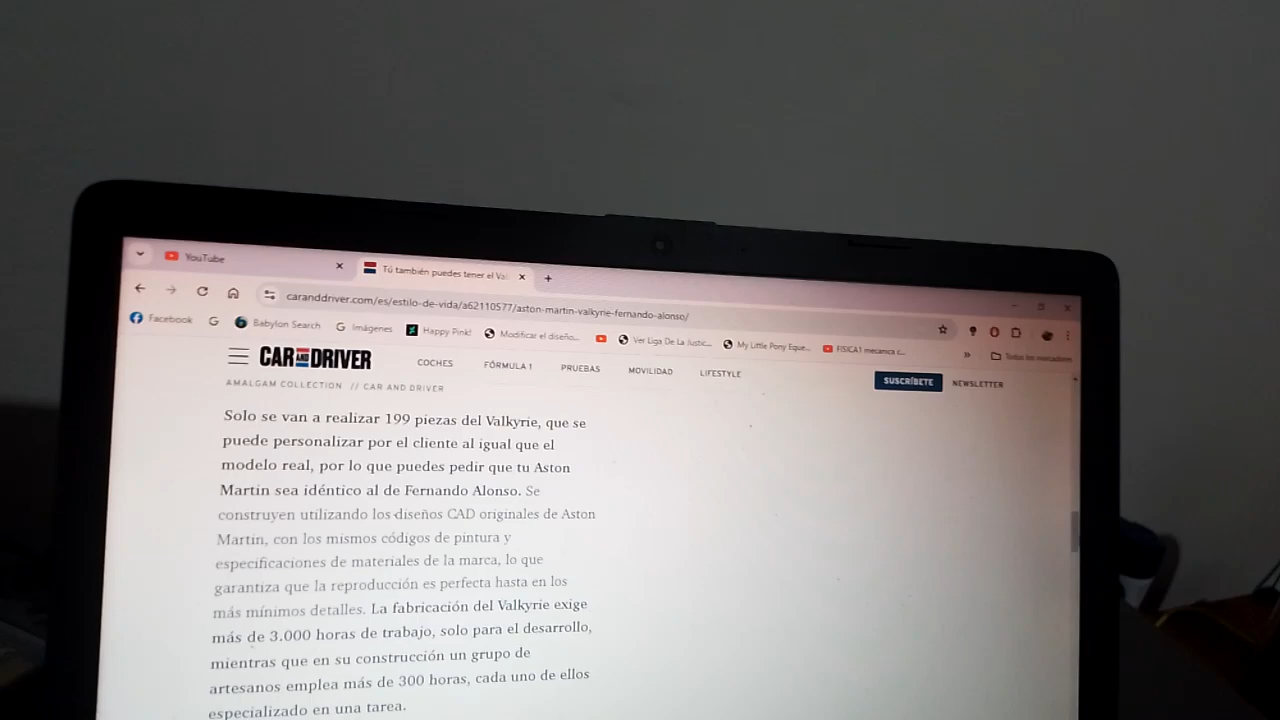 YouTube
Tú también puedes tener el Va
caranddriver.com/es/estilo-de-vida/a62110577/aston-martin-valkyrie-fernando-alonso/
Facebook
Babylon Search
Imágenes
Happy Pink!
Modificar el diseño...
Ver Liga De La Justic...
My Little Pony Eque...
FISICA1 mecanica c...
Todos los marcadores
CAR AND DRIVER
COCHES
FÓRMULA 1
PRUEBAS
MOVILIDAD
LIFESTYLE
SUSCRÍBETE
NEWSLETTER
AMALGAM COLLECTION // CAR AND DRIVER
Solo se van a realizar 199 piezas del Valkyrie, que se
puede personalizar por el cliente al igual que el
modelo real, por lo que puedes pedir que tu Aston
Martin sea idéntico al de Fernando Alonso. Se
construyen utilizando los diseños CAD originales de Aston
Martin, con los mismos códigos de pintura y
especificaciones de materiales de la marca, lo que
garantiza que la reproducción es perfecta hasta en los
más mínimos detalles. La fabricación del Valkyrie exige
más de 3.000 horas de trabajo, solo para el desarrollo,
mientras que en su construcción un grupo de
artesanos emplea más de 300 horas, cada uno de ellos
especializado en una tarea.